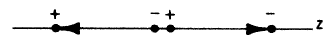 + − + − z